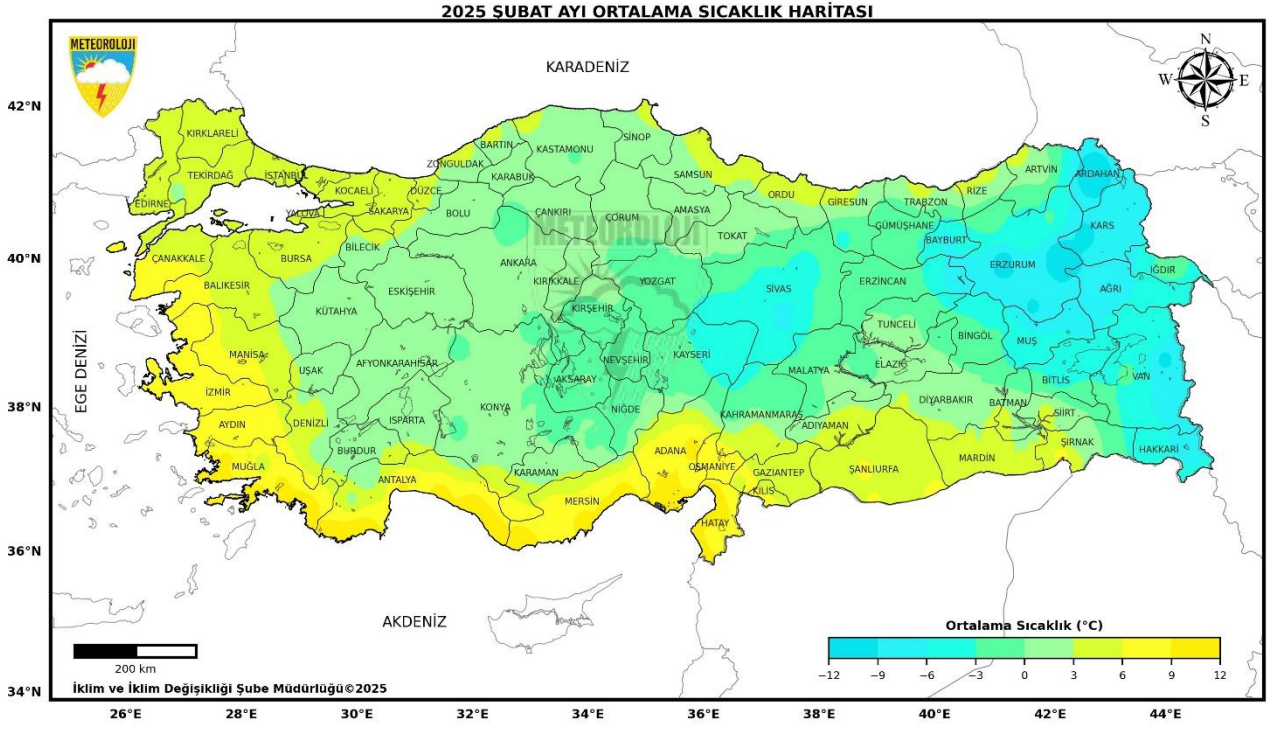 2025 ŞUBAT AYI ORTALAMA SICAKLIK HARİTASI
METEOROLOJİ
KARADENİZ
N
W E
S
42°N
40°N
38°N
36°N
34°N
KIRKLARELİ
TEKİRDAĞ
İSTANBUL
EDİRNE
KOCAELİ
YALOVA
SAKARYA
DÜZCE
ZONGULDAK
BARTIN
KASTAMONU
SİNOP
KARABÜK
SAMSUN
ORDU
GİRESUN
TRABZON
RİZE
ARTVİN
ARDAHAN
BOLU
ÇANKIRI
ÇORUM
AMASYA
TOKAT
GÜMÜŞHANE
BAYBURT
KARS
METEOROLOJİ
ÇANAKKALE
BURSA
BİLECİK
ANKARA
ERZURUM
IĞDIR
BALIKESİR
ESKİŞEHİR
KIRIKKALE
YOZGAT
SİVAS
ERZİNCAN
AĞRI
KÜTAHYA
KIRŞEHİR
TUNCELİ
BİNGÖL
MUŞ
EGE DENİZİ
MANİSA
UŞAK
AFYONKARAHİSAR
NEVŞEHİR
KAYSERİ
MALATYA
ELAZIĞ
BİTLİS
VAN
İZMİR
AKSARAY
KONYA
NİĞDE
DİYARBAKIR
BATMAN
SİİRT
AYDIN
DENİZLİ
ISPARTA
KAHRAMANMARAŞ
ADIYAMAN
ŞIRNAK
HAKKARİ
BURDUR
ADANA
MUĞLA
ANTALYA
KARAMAN
OSMANİYE
GAZİANTEP
ŞANLIURFA
MARDİN
MERSİN
KİLİS
HATAY
AKDENİZ
Ortalama Sıcaklık (°C)
−12 −9 −6 −3 0 3 6 9 12
200 km
İklim ve İklim Değişikliği Şube Müdürlüğü©2025
26°E 28°E 30°E 32°E 34°E 36°E 38°E 40°E 42°E 44°E